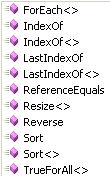 ForEach<>
IndexOf
IndexOf<>
LastIndexOf
LastIndexOf<>
ReferenceEquals
Resize<>
Reverse
Sort
Sort<>
TrueForAll<>